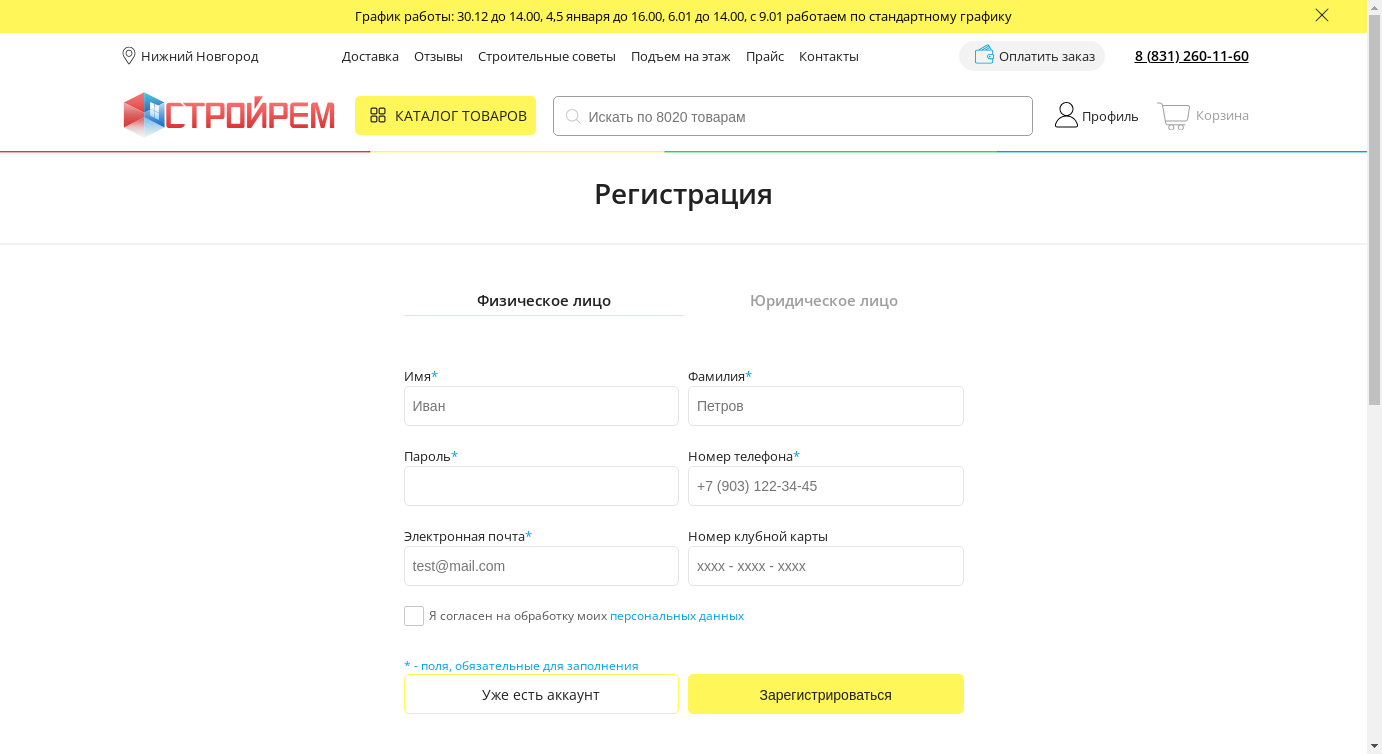 График работы: 30.12 до 14.00, 4,5 января до 16.00, 6.01 до 14.00, с 9.01 работаем по стандартному графику
Нижний Новгород Доставка Отзывы Строительные советы Подъем на этаж Прайс Контакты Оплатить заказ 8 (831) 260-11-60
СТРОЙРЕМ КАТАЛОГ ТОВАРОВ Искать по 8020 товарам Профиль Корзина
Регистрация
Физическое лицо Юридическое лицо
Имя* Фамилия*
Иван Петров
Пароль* Номер телефона*
+7 (903) 122-34-45
Электронная почта* Номер клубной карты
test@mail.com xxxx - xxxx - xxxx
Я согласен на обработку моих персональных данных
* - поля, обязательные для заполнения
Уже есть аккаунт Зарегистрироваться